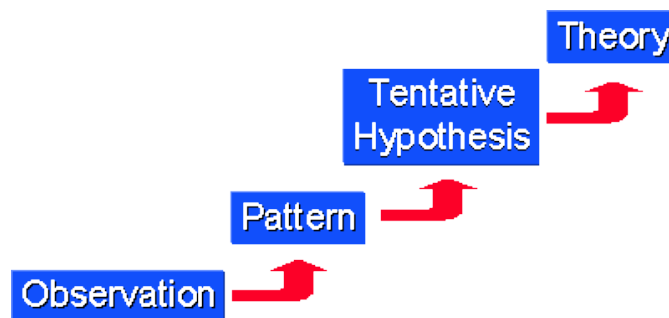 Theory
Tentative
Hypothesis
Pattern
Observation